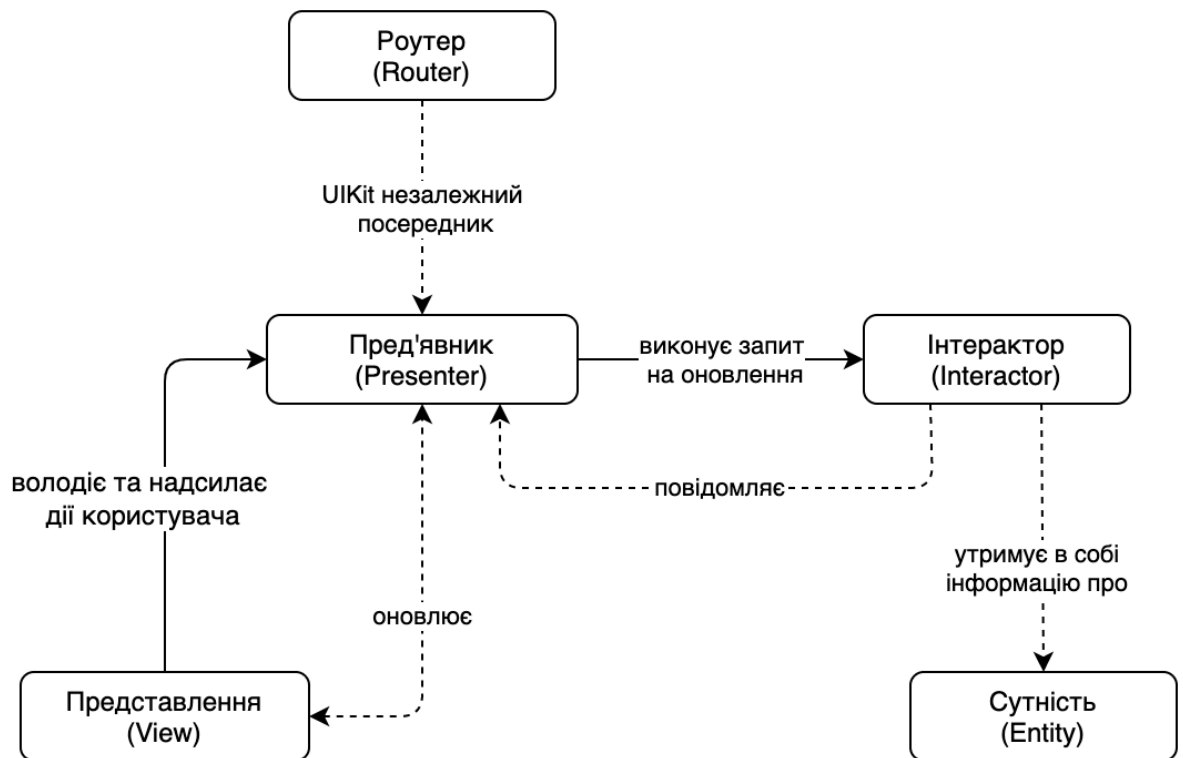 Роутер
(Router)
UIKit незалежний
посередник
Пред'явник
(Presenter)
виконує запит
на оновлення
Інтерактор
(Interactor)
володіє та надсилає
дії користувача
повідомляє
утримує в собі
інформацію про
оновлює
Представлення
(View)
Сутність
(Entity)